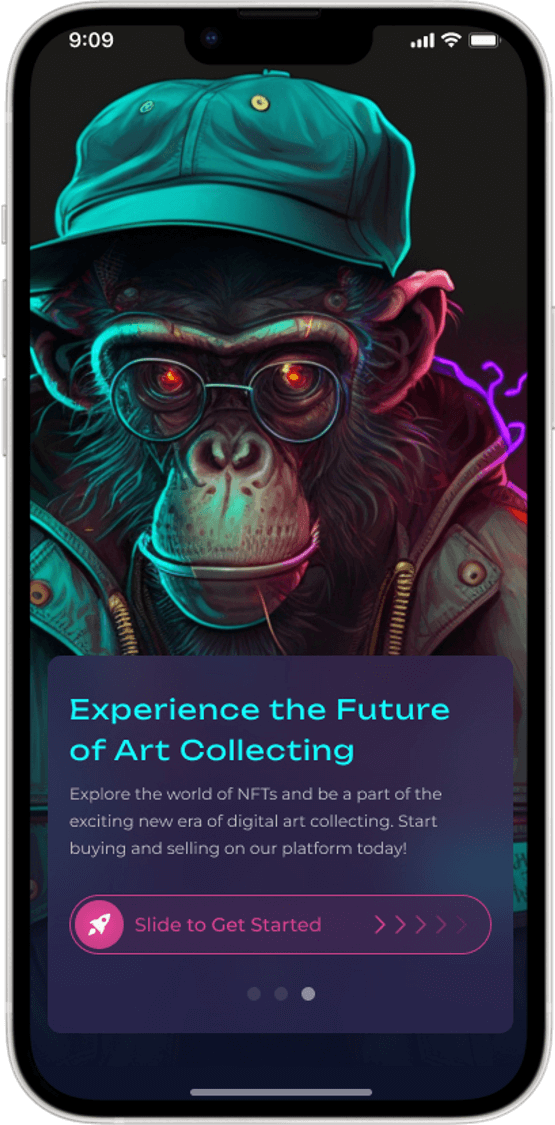 9:09
Experience the Future
of Art Collecting
Explore the world of NFTs and be a part of the
exciting new era of digital art collecting. Start
buying and selling on our platform today!
Slide to Get Started